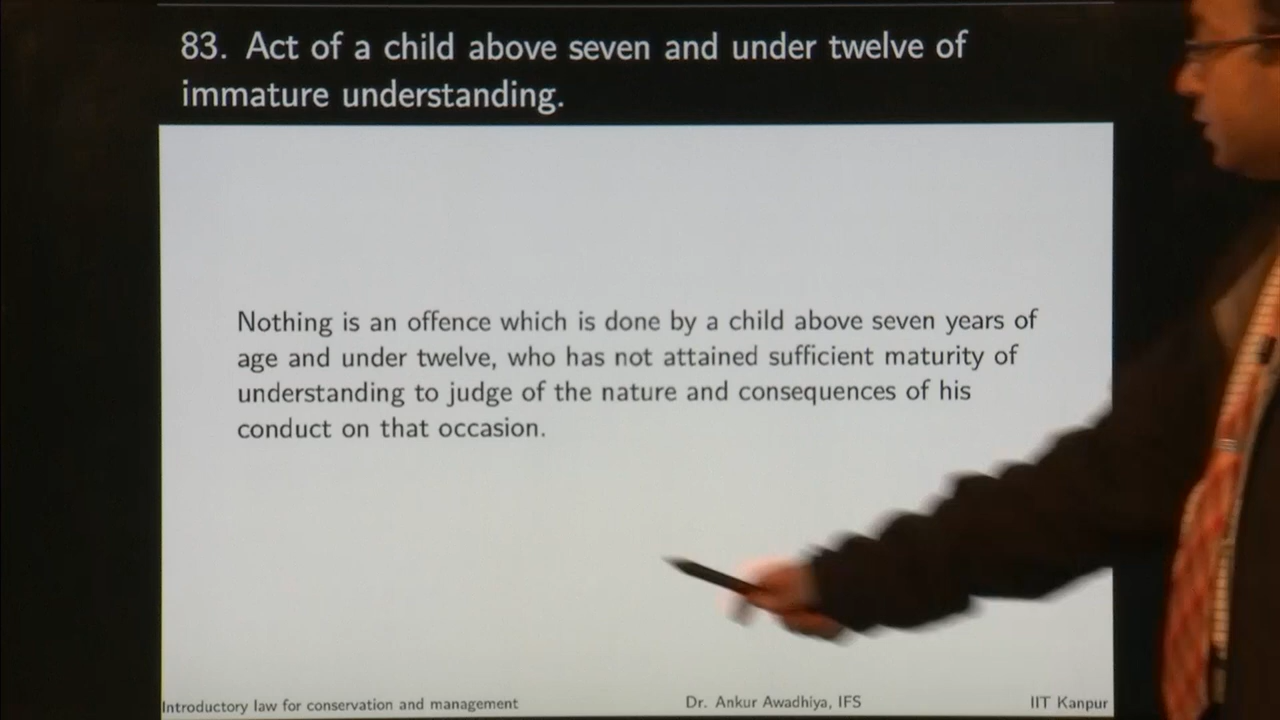 83. Act of a child above seven and under twelve of
immature understanding.
Nothing is an offence which is done by a child above seven years of
age and under twelve, who has not attained sufficient maturity of
understanding to judge of the nature and consequences of his
conduct on that occasion.
Introductory law for conservation and management Dr. Ankur Awadhiya, IFS IIT Kanpur